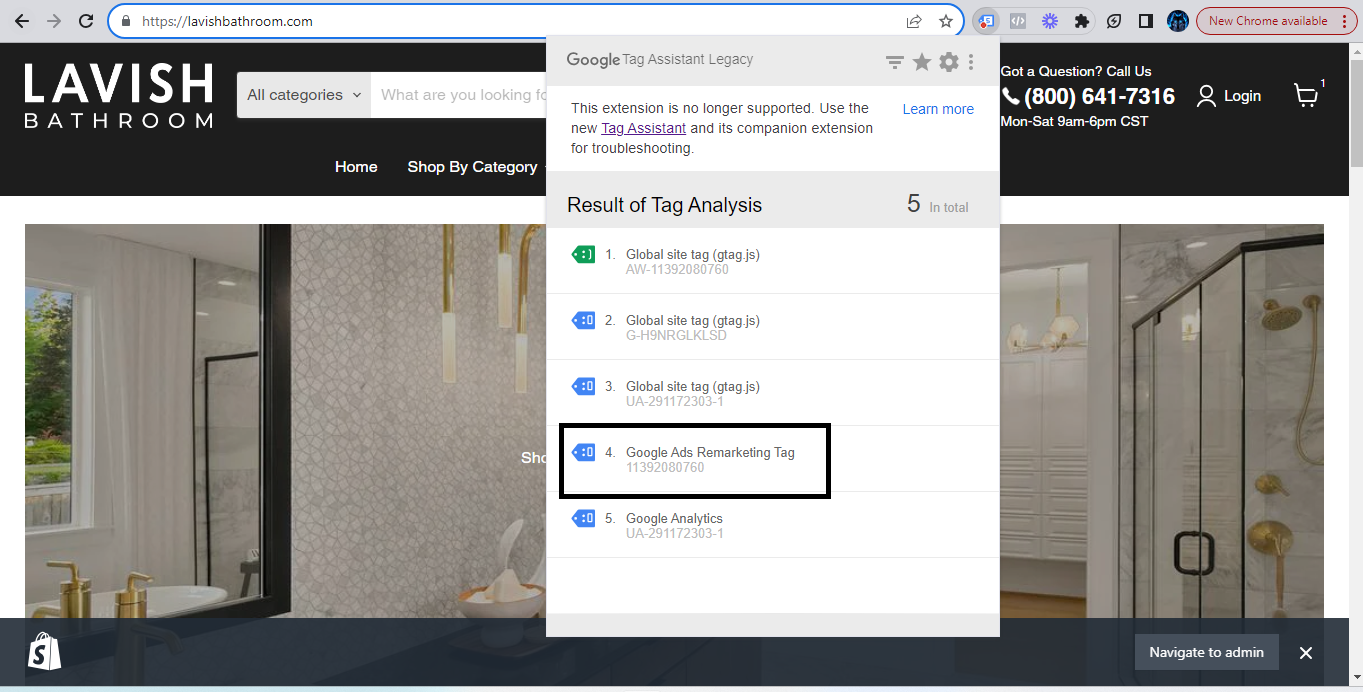 https://lavishbathroom.com
New Chrome available
LAVISH
BATHROOM
All categories
What are you looking fo
Got a Question? Call Us
(800) 641-7316
Mon-Sat 9am-6pm CST
Login
1
Home
Shop By Category
Google Tag Assistant Legacy
This extension is no longer supported. Use the
new Tag Assistant and its companion extension
for troubleshooting.
Learn more
Result of Tag Analysis
5 In total
1. Global site tag (gtag.js)
AW-11392080760
2. Global site tag (gtag.js)
G-H9NRGLKLSD
3. Global site tag (gtag.js)
UA-291172303-1
4. Google Ads Remarketing Tag
11392080760
5. Google Analytics
UA-291172303-1
Sho
Navigate to admin